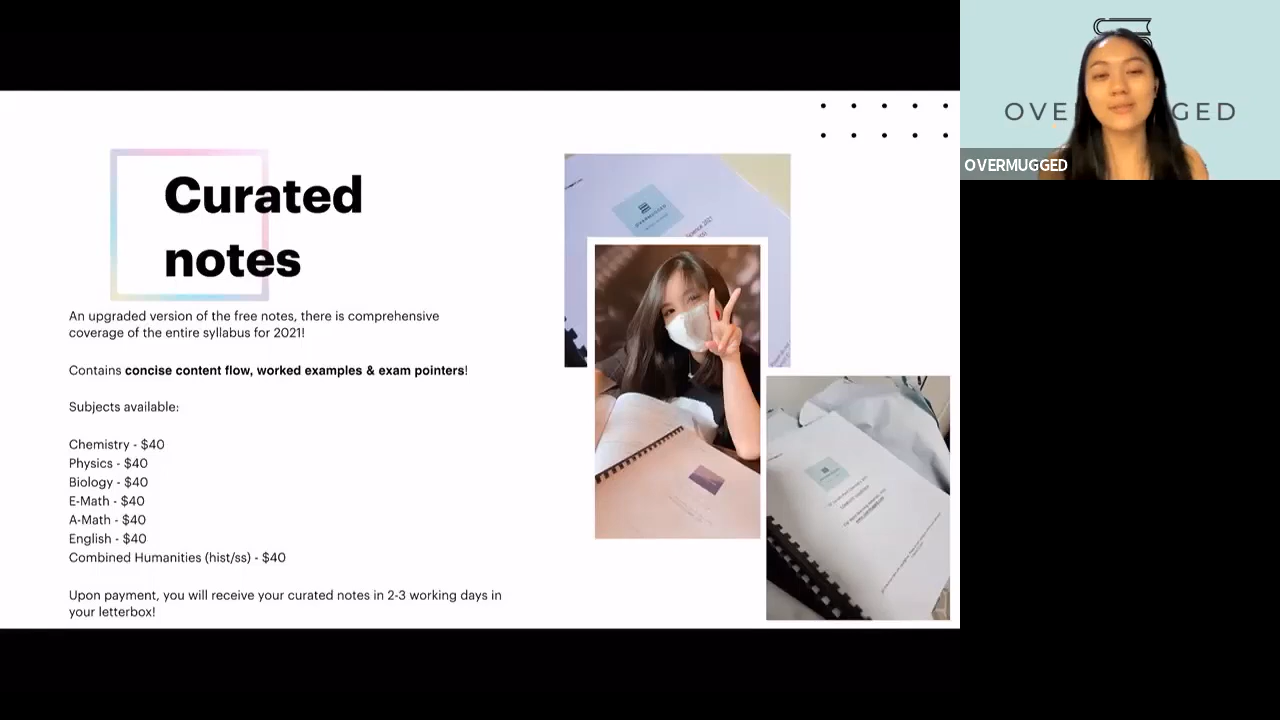 Curated
notes
An upgraded version of the free notes, there is comprehensive
coverage of the entire syllabus for 2021!
Contains concise content flow, worked examples & exam pointers!
Subjects available:
Chemistry - $40
Physics - $40
Biology - $40
E-Math - $40
A-Math - $40
English - $40
Combined Humanities (hist/ss) - $40
Upon payment, you will receive your curated notes in 2-3 working days in
your letterbox!
OVERMUGGED